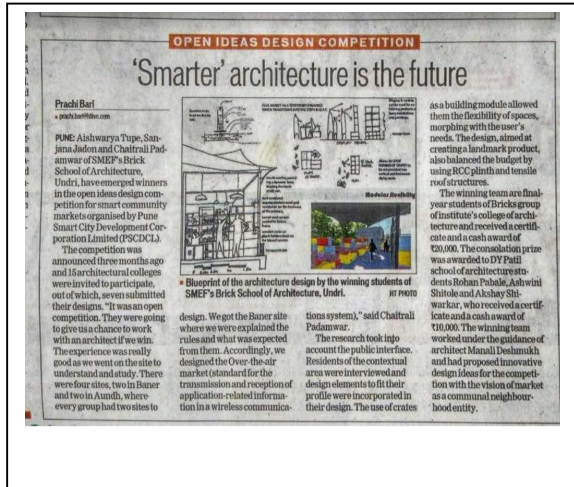 OPEN IDEAS DESIGN COMPETITION
‘Smarter’ architecture is the future
Prachi Bari
prachi.bari@htlive.com
PUNE: Aishwarya Tupe, San-
jana Jadon and Chaitrali Pad-
amwar of SMEF's Brick
School of Architecture,
Undri, have emerged winners
in the open ideas design com-
petition for smart community
markets organised by Pune
Smart City Development Cor-
poration Limited (PSCDCL).
The competition was
announced three months ago
and 15 architectural colleges
were invited to participate,
out of which, seven submitted
their designs. "It was an open
competition. They were going
to give us a chance to work
with an architect if we win.
The experience was really
good as we went on the site to
understand and study. There
were four sites, two in Baner
and two in Aundh, where
every group had two sites to
Modular flexibility
Blueprint of the architecture design by the winning students of
SMEF's Brick School of Architecture, Undri.
HT PHOTO
design. We got the Baner site
where we were explained the
rules and what was expected
from them. Accordingly, we
designed the Over-the-air
market (standard for the
transmission and reception of
application-related informa-
tion in a wireless communica-
tions system)," said Chaitrali
Padamwar.
The research took into
account the public interface.
Residents of the contextual
area were interviewed and
design elements to fit their
profile were incorporated in
their design. The use of crates
as a building module allowed
them the flexibility of spaces,
morphing with the user's
needs. The design, aimed at
creating a landmark product,
also balanced the budget by
using RCC plinth and tensile
roof structures.
The winning team are final-
year students of Bricks group
of institute's college of archi-
tecture and received a certifi-
cate and a cash award of
₹20,000. The consolation prize
was awarded to DY Patil
school of architecture stu-
dents Rohan Pabale, Ashwini
Shitole and Akshay Shi-
warkar, who received a certif-
icate and a cash award of
₹10,000. The winning team
worked under the guidance of
architect Manali Deshmukh
and had proposed innovative
design ideas for the competi-
tion with the vision of market
as a communal neighbour-
hood entity.